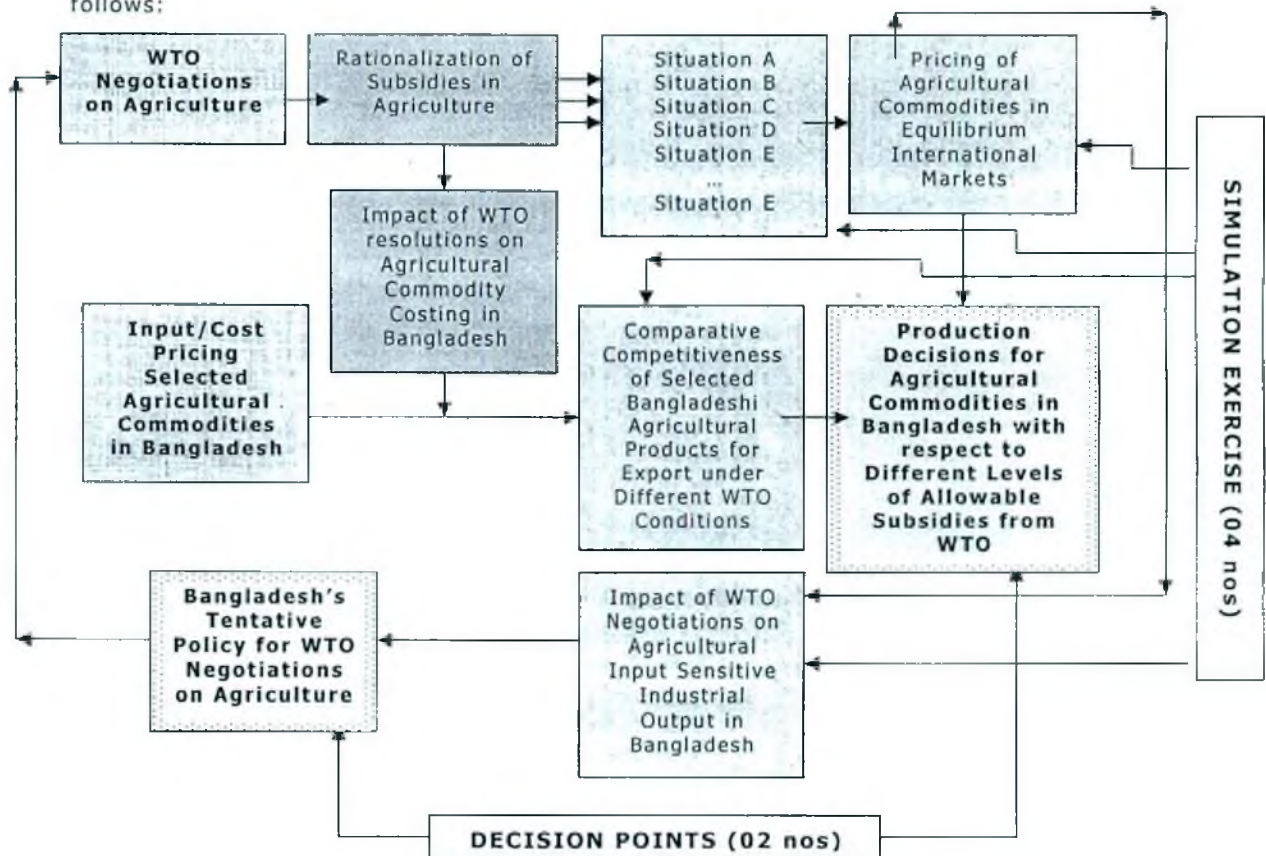 follows:
WTO
Negotiations
on Agriculture
Rationalization of
Subsidies in
Agriculture
Situation A
Situation B
Situation C
Situation D
Situation E
...
Situation E
Pricing of
Agricultural
Commodities in
Equilibrium
International
Markets
Impact of WTO
resolutions on
Agricultural
Commodity
Costing in
Bangladesh
Input/Cost
Pricing
Selected
Agricultural
Commodities
in Bangladesh
Comparative
Competitiveness
of Selected
Bangladeshi
Agricultural
Products for
Export under
Different WTO
Conditions
Production
Decisions for
Agricultural
Commodities in
Bangladesh with
respect to
Different Levels
of Allowable
Subsidies from
WTO
SIMULATION EXERCISE (04 nos)
Bangladesh's
Tentative
Policy for WTO
Negotiations
on Agriculture
Impact of WTO
Negotiations on
Agricultural
Input Sensitive
Industrial
Output in
Bangladesh
DECISION POINTS (02 nos)